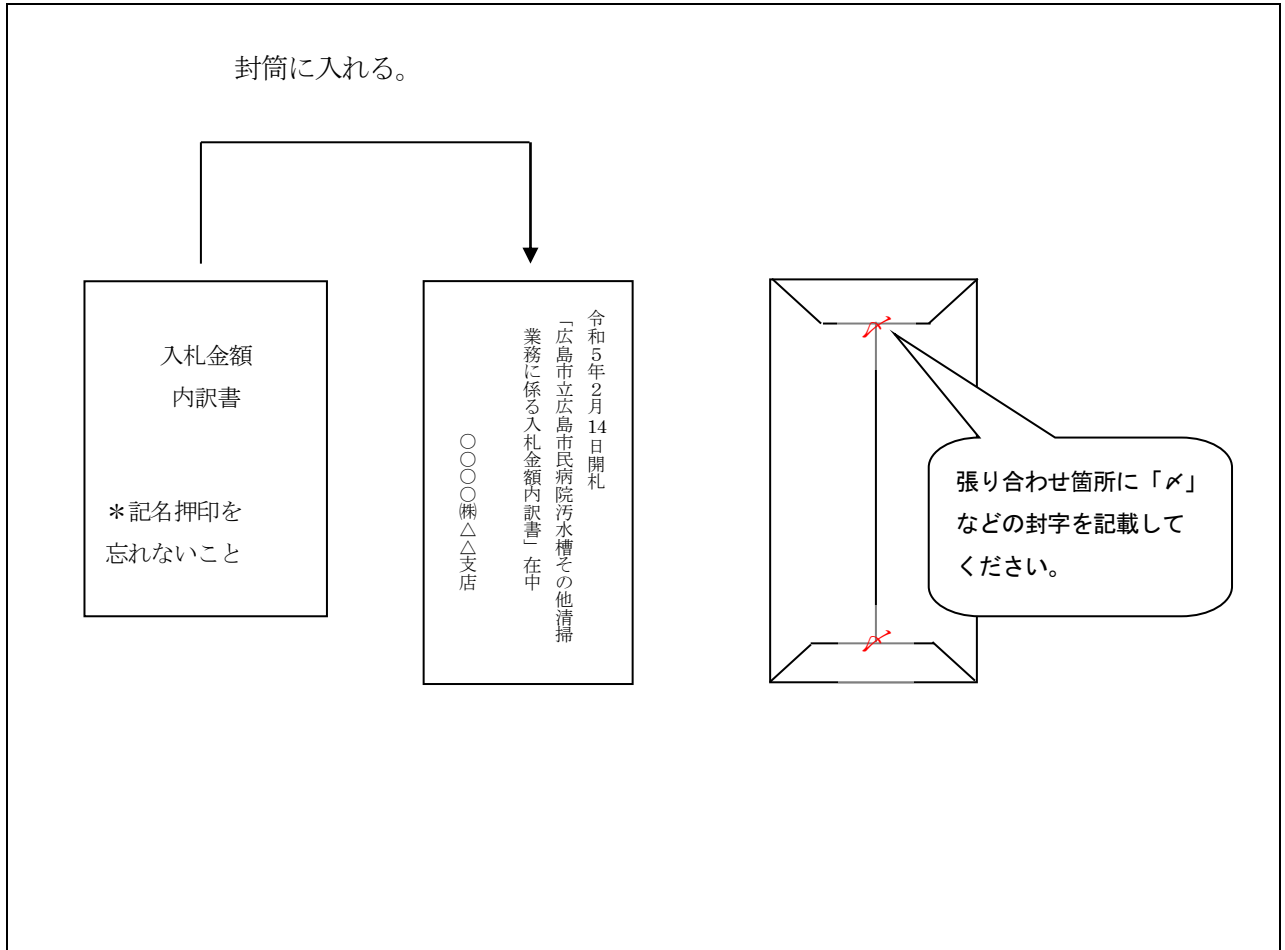 封筒に入れる。
入札金額
内訳書
＊記名押印を
忘れないこと
令和５年２月14日開札
「広島市立広島市民病院汚水槽その他清掃
業務に係る入札金額内訳書」在中
○○○○㈱△△支店
〆
〆
張り合わせ箇所に「〆」
などの封字を記載して
ください。